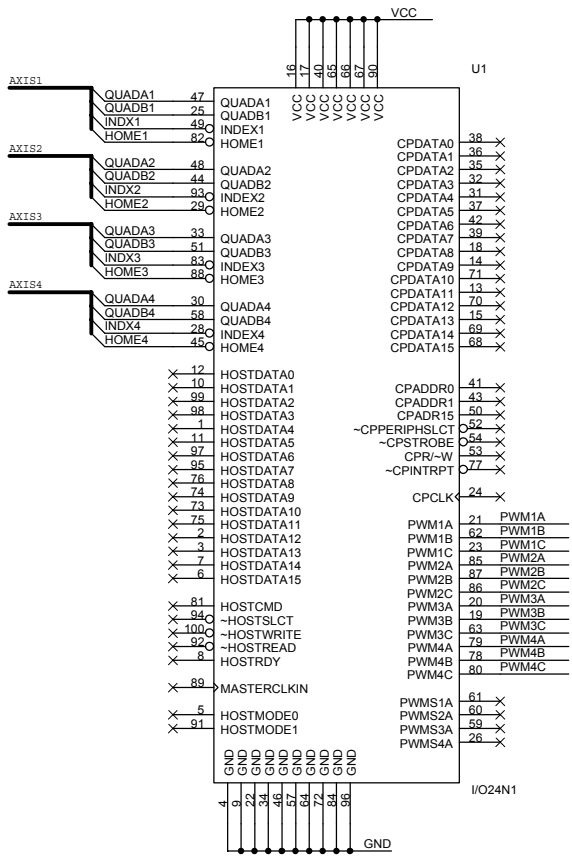 VCC
16 17 40 65 66 67 90
U1
VCC VCC VCC VCC VCC VCC VCC
AXIS1
QUADA1 47 QUADA1
QUADB1 25 QUADB1
INDX1 49 INDEX1
HOME1 82 HOME1
AXIS2
QUADA2 48 QUADA2
QUADB2 44 QUADB2
INDX2 93 INDEX2
HOME2 29 HOME2
AXIS3
QUADA3 33 QUADA3
QUADB3 51 QUADB3
INDX3 83 INDEX3
HOME3 88 HOME3
AXIS4
QUADA4 30 QUADA4
QUADB4 58 QUADB4
INDX4 28 INDEX4
HOME4 45 HOME4
12 HOSTDATA0
10 HOSTDATA1
99 HOSTDATA2
98 HOSTDATA3
1 HOSTDATA4
11 HOSTDATA5
97 HOSTDATA6
95 HOSTDATA7
76 HOSTDATA8
74 HOSTDATA9
73 HOSTDATA10
75 HOSTDATA11
2 HOSTDATA12
3 HOSTDATA13
7 HOSTDATA14
6 HOSTDATA15
81 HOSTCMD
94 ~HOSTSLCT
100 ~HOSTWRITE
92 ~HOSTREAD
8 HOSTRDY
89 MASTERCLKIN
5 HOSTMODE0
91 HOSTMODE1
CPDATA0 38
CPDATA1 36
CPDATA2 35
CPDATA3 32
CPDATA4 31
CPDATA5 37
CPDATA6 42
CPDATA7 39
CPDATA8 18
CPDATA9 14
CPDATA10 71
CPDATA11 13
CPDATA12 70
CPDATA13 15
CPDATA14 69
CPDATA15 68
CPADDR0 41
CPADDR1 43
CPADR15 50
~CPPERIPHSLCT 52
~CPSTROBE 54
CPR/~W 53
~CPINTRPT 77
CPCLK 24
PWM1A 21 PWM1A
PWM1B 62 PWM1B
PWM1C 23 PWM1C
PWM2A 85 PWM2A
PWM2B 87 PWM2B
PWM2C 86 PWM2C
PWM3A 20 PWM3A
PWM3B 19 PWM3B
PWM3C 63 PWM3C
PWM4A 79 PWM4A
PWM4B 78 PWM4B
PWM4C 80 PWM4C
PWMS1A 61
PWMS2A 60
PWMS3A 59
PWMS4A 26
GND GND GND GND GND GND GND GND GND GND
I/O24N1
4 9 22 34 46 57 64 72 84 96
GND